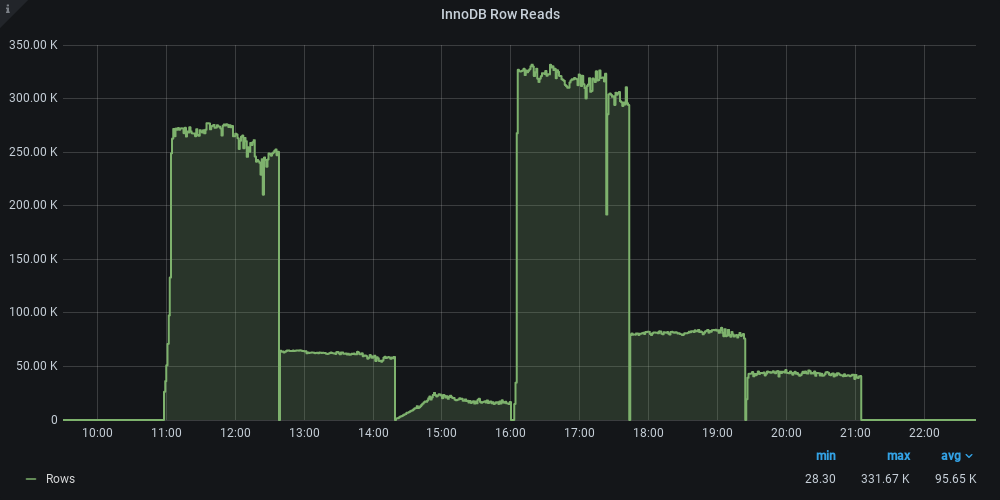 i
InnoDB Row Reads
350.00 K
300.00 K
250.00 K
200.00 K
150.00 K
100.00 K
50.00 K
0
10:00 11:00 12:00 13:00 14:00 15:00 16:00 17:00 18:00 19:00 20:00 21:00 22:00
min max avg
Rows 28.30 331.67 K 95.65 K